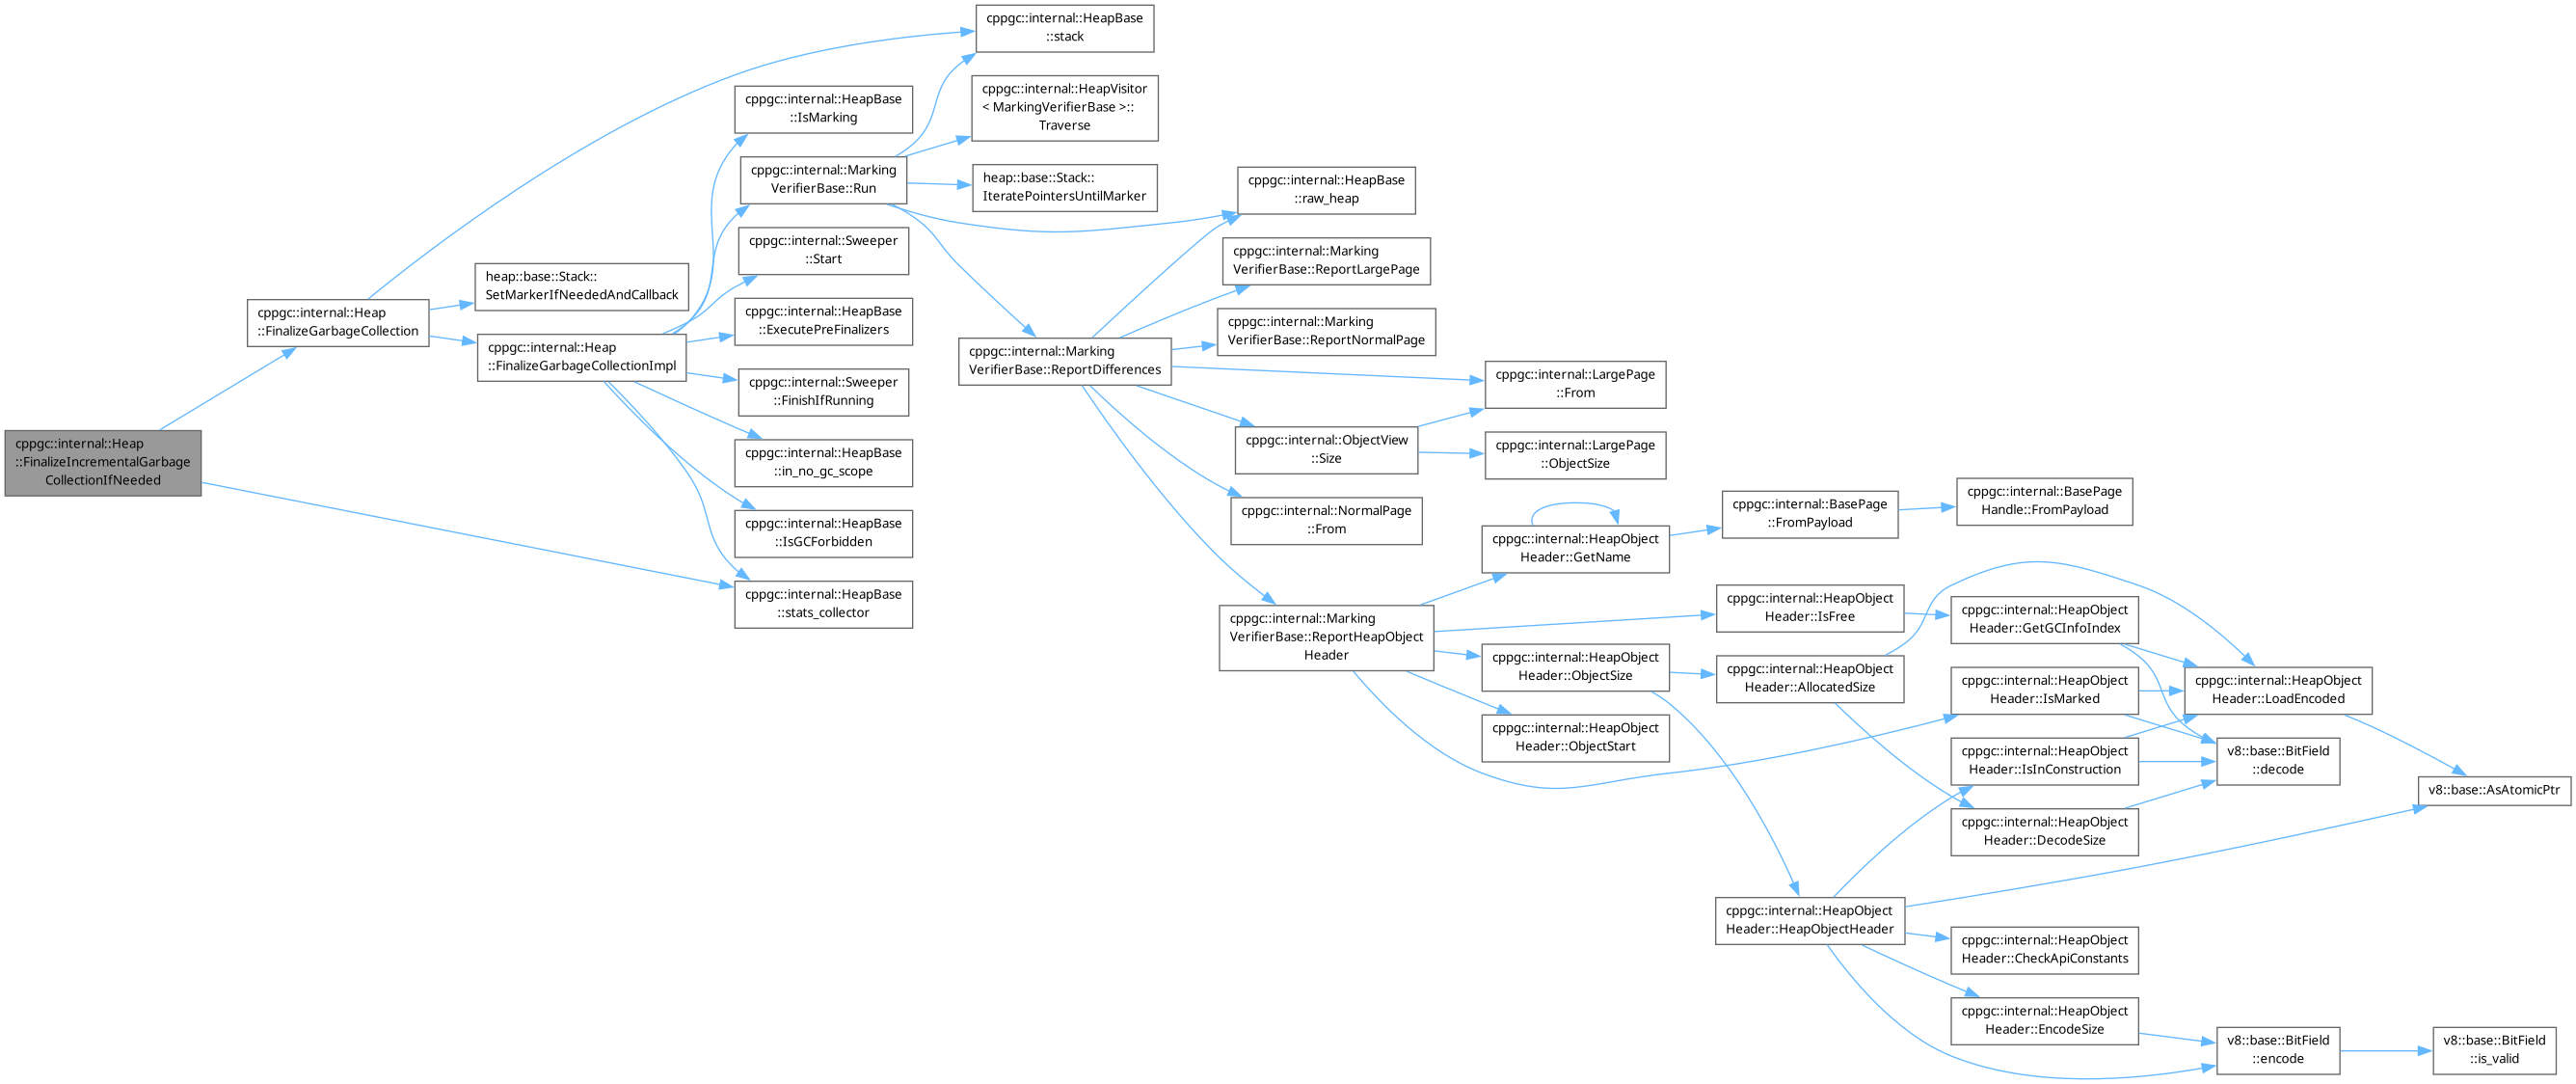 cppgc::internal::Heap
::FinalizeIncrementalGarbage
CollectionIfNeeded
cppgc::internal::Heap
::FinalizeGarbageCollection
heap::base::Stack::
SetMarkerIfNeededAndCallback
cppgc::internal::Heap
::FinalizeGarbageCollectionImpl
cppgc::internal::HeapBase
::IsMarking
cppgc::internal::Marking
VerifierBase::Run
cppgc::internal::Sweeper
::Start
cppgc::internal::HeapBase
::ExecutePreFinalizers
cppgc::internal::Sweeper
::FinishIfRunning
cppgc::internal::HeapBase
::in_no_gc_scope
cppgc::internal::HeapBase
::IsGCForbidden
cppgc::internal::HeapBase
::stats_collector
cppgc::internal::HeapBase
::stack
cppgc::internal::HeapVisitor
< MarkingVerifierBase >::
Traverse
heap::base::Stack::
IteratePointersUntilMarker
cppgc::internal::Marking
VerifierBase::ReportDifferences
cppgc::internal::HeapBase
::raw_heap
cppgc::internal::Marking
VerifierBase::ReportLargePage
cppgc::internal::Marking
VerifierBase::ReportNormalPage
cppgc::internal::ObjectView
::Size
cppgc::internal::NormalPage
::From
cppgc::internal::Marking
VerifierBase::ReportHeapObject
Header
cppgc::internal::LargePage
::From
cppgc::internal::LargePage
::ObjectSize
cppgc::internal::HeapObject
Header::GetName
cppgc::internal::HeapObject
Header::ObjectSize
cppgc::internal::HeapObject
Header::ObjectStart
cppgc::internal::BasePage
::FromPayload
cppgc::internal::HeapObject
Header::IsFree
cppgc::internal::HeapObject
Header::AllocatedSize
cppgc::internal::HeapObject
Header::HeapObjectHeader
cppgc::internal::BasePage
Handle::FromPayload
cppgc::internal::HeapObject
Header::GetGCInfoIndex
cppgc::internal::HeapObject
Header::IsMarked
cppgc::internal::HeapObject
Header::IsInConstruction
cppgc::internal::HeapObject
Header::DecodeSize
cppgc::internal::HeapObject
Header::CheckApiConstants
cppgc::internal::HeapObject
Header::EncodeSize
cppgc::internal::HeapObject
Header::LoadEncoded
v8::base::BitField
::decode
v8::base::BitField
::encode
v8::base::AsAtomicPtr
v8::base::BitField
::is_valid